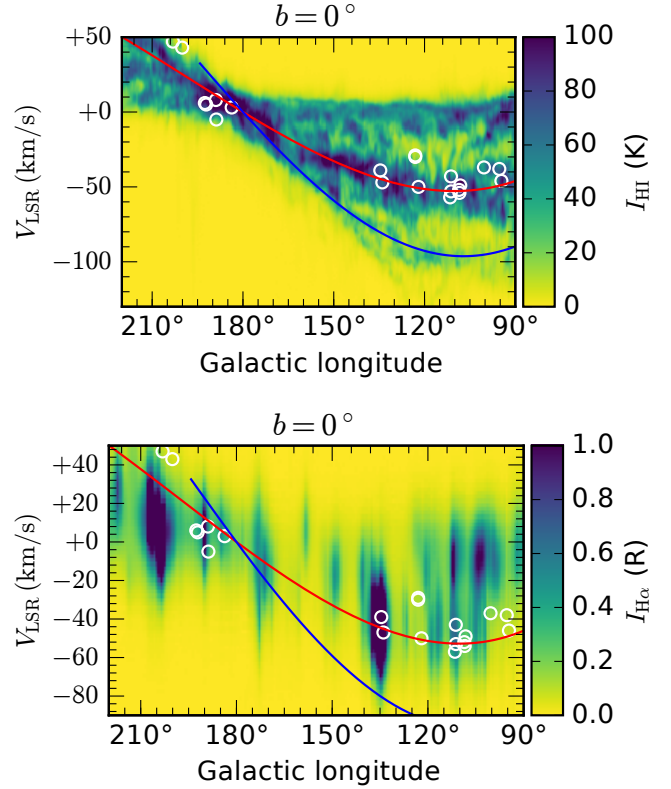 b = 0°
+50
+0
−50
−100
V_LSR (km/s)
210° 180° 150° 120° 90°
Galactic longitude
100
80
60
40
20
0
I_HI (K)
b = 0°
+40
+20
+0
−20
−40
−60
−80
V_LSR (km/s)
210° 180° 150° 120° 90°
Galactic longitude
1.0
0.8
0.6
0.4
0.2
0.0
I_Hα (R)